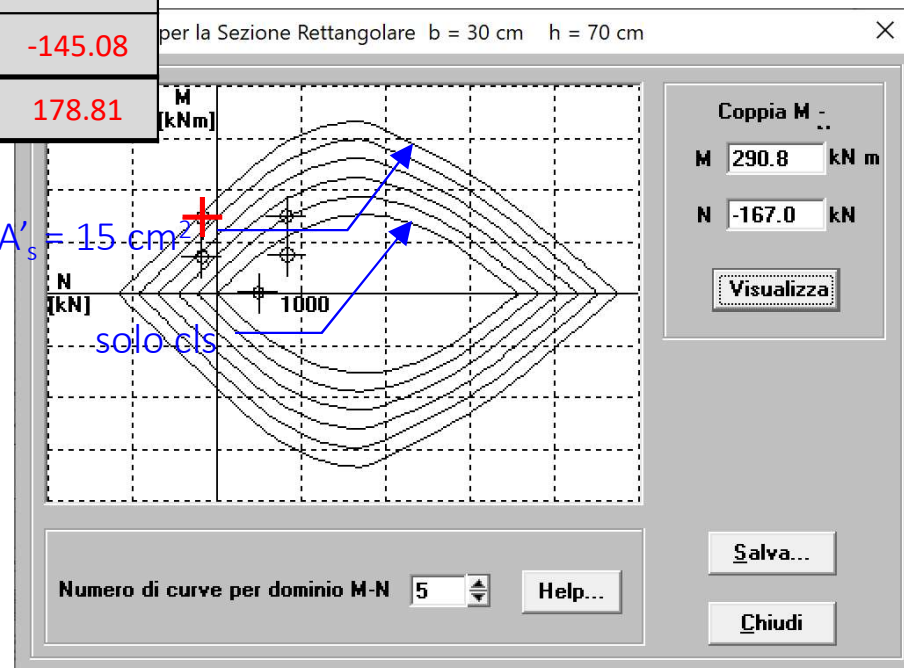 -145.08
178.81
per la Sezione Rettangolare b = 30 cm h = 70 cm
M
[kNm]
A's = 15 cm2
N
[kN]
1000
solo cls
Coppia M -
M 290.8 kN m
N -167.0 kN
Visualizza
Numero di curve per dominio M-N 5 Help...
Salva...
Chiudi